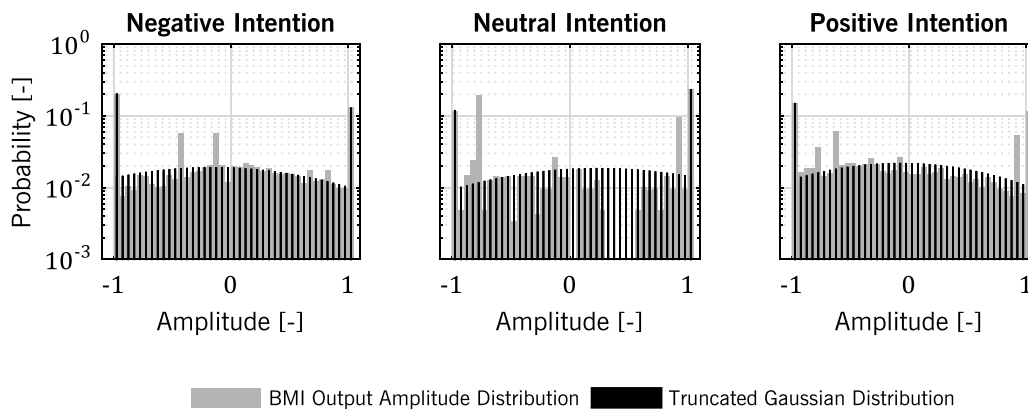 Negative Intention
Neutral Intention
Positive Intention
Probability [-]
10^0
10^-1
10^-2
10^-3
-1 0 1
-1 0 1
-1 0 1
Amplitude [-]
Amplitude [-]
Amplitude [-]
BMI Output Amplitude Distribution
Truncated Gaussian Distribution